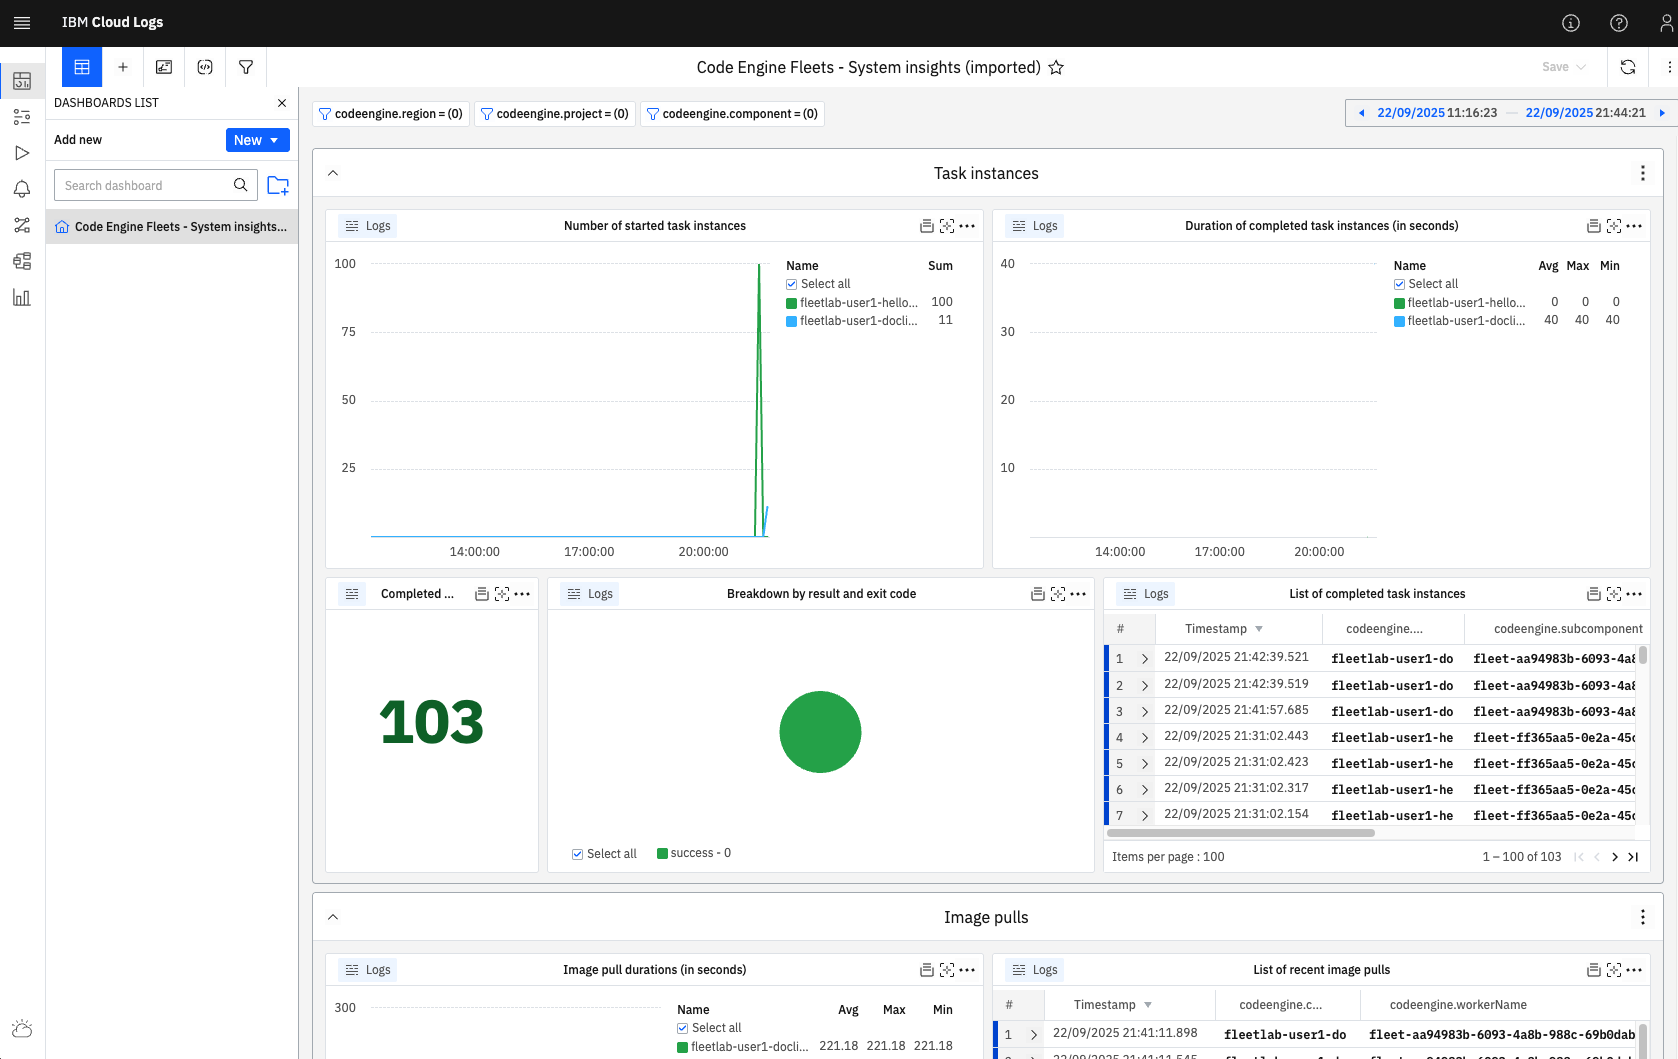 IBM Cloud Logs
Code Engine Fleets - System insights (imported)
Save
DASHBOARDS LIST
Add new
New
Search dashboard
Code Engine Fleets - System insights...
codeengine.region = (0)
codeengine.project = (0)
codeengine.component = (0)
22/09/2025 11:16:23 — 22/09/2025 21:44:21
Task instances
Logs
Number of started task instances
100
75
50
25
14:00:00 17:00:00 20:00:00
Name Sum
Select all
fleetlab-user1-hello... 100
fleetlab-user1-docli... 11
Logs
Duration of completed task instances (in seconds)
40
30
20
10
14:00:00 17:00:00 20:00:00
Name Avg Max Min
Select all
fleetlab-user1-hello... 0 0 0
fleetlab-user1-docli... 40 40 40
Completed ...
103
Logs
Breakdown by result and exit code
Select all success - 0
Logs
List of completed task instances
# Timestamp codeengine.... codeengine.subcomponent
1 22/09/2025 21:42:39.521 fleetlab-user1-do fleet-aa94983b-6093-4a8
2 22/09/2025 21:42:39.519 fleetlab-user1-do fleet-aa94983b-6093-4a8
3 22/09/2025 21:41:57.685 fleetlab-user1-do fleet-aa94983b-6093-4a8
4 22/09/2025 21:31:02.443 fleetlab-user1-he fleet-ff365aa5-0e2a-45c
5 22/09/2025 21:31:02.423 fleetlab-user1-he fleet-ff365aa5-0e2a-45c
6 22/09/2025 21:31:02.317 fleetlab-user1-he fleet-ff365aa5-0e2a-45c
7 22/09/2025 21:31:02.154 fleetlab-user1-he fleet-ff365aa5-0e2a-45c
Items per page : 100
1 – 100 of 103
Image pulls
Logs
Image pull durations (in seconds)
300
Name Avg Max Min
Select all
fleetlab-user1-docli... 221.18 221.18 221.18
Logs
List of recent image pulls
# Timestamp codeengine.c... codeengine.workerName
1 22/09/2025 21:41:11.898 fleetlab-user1-do fleet-aa94983b-6093-4a8b-988c-69b0dab